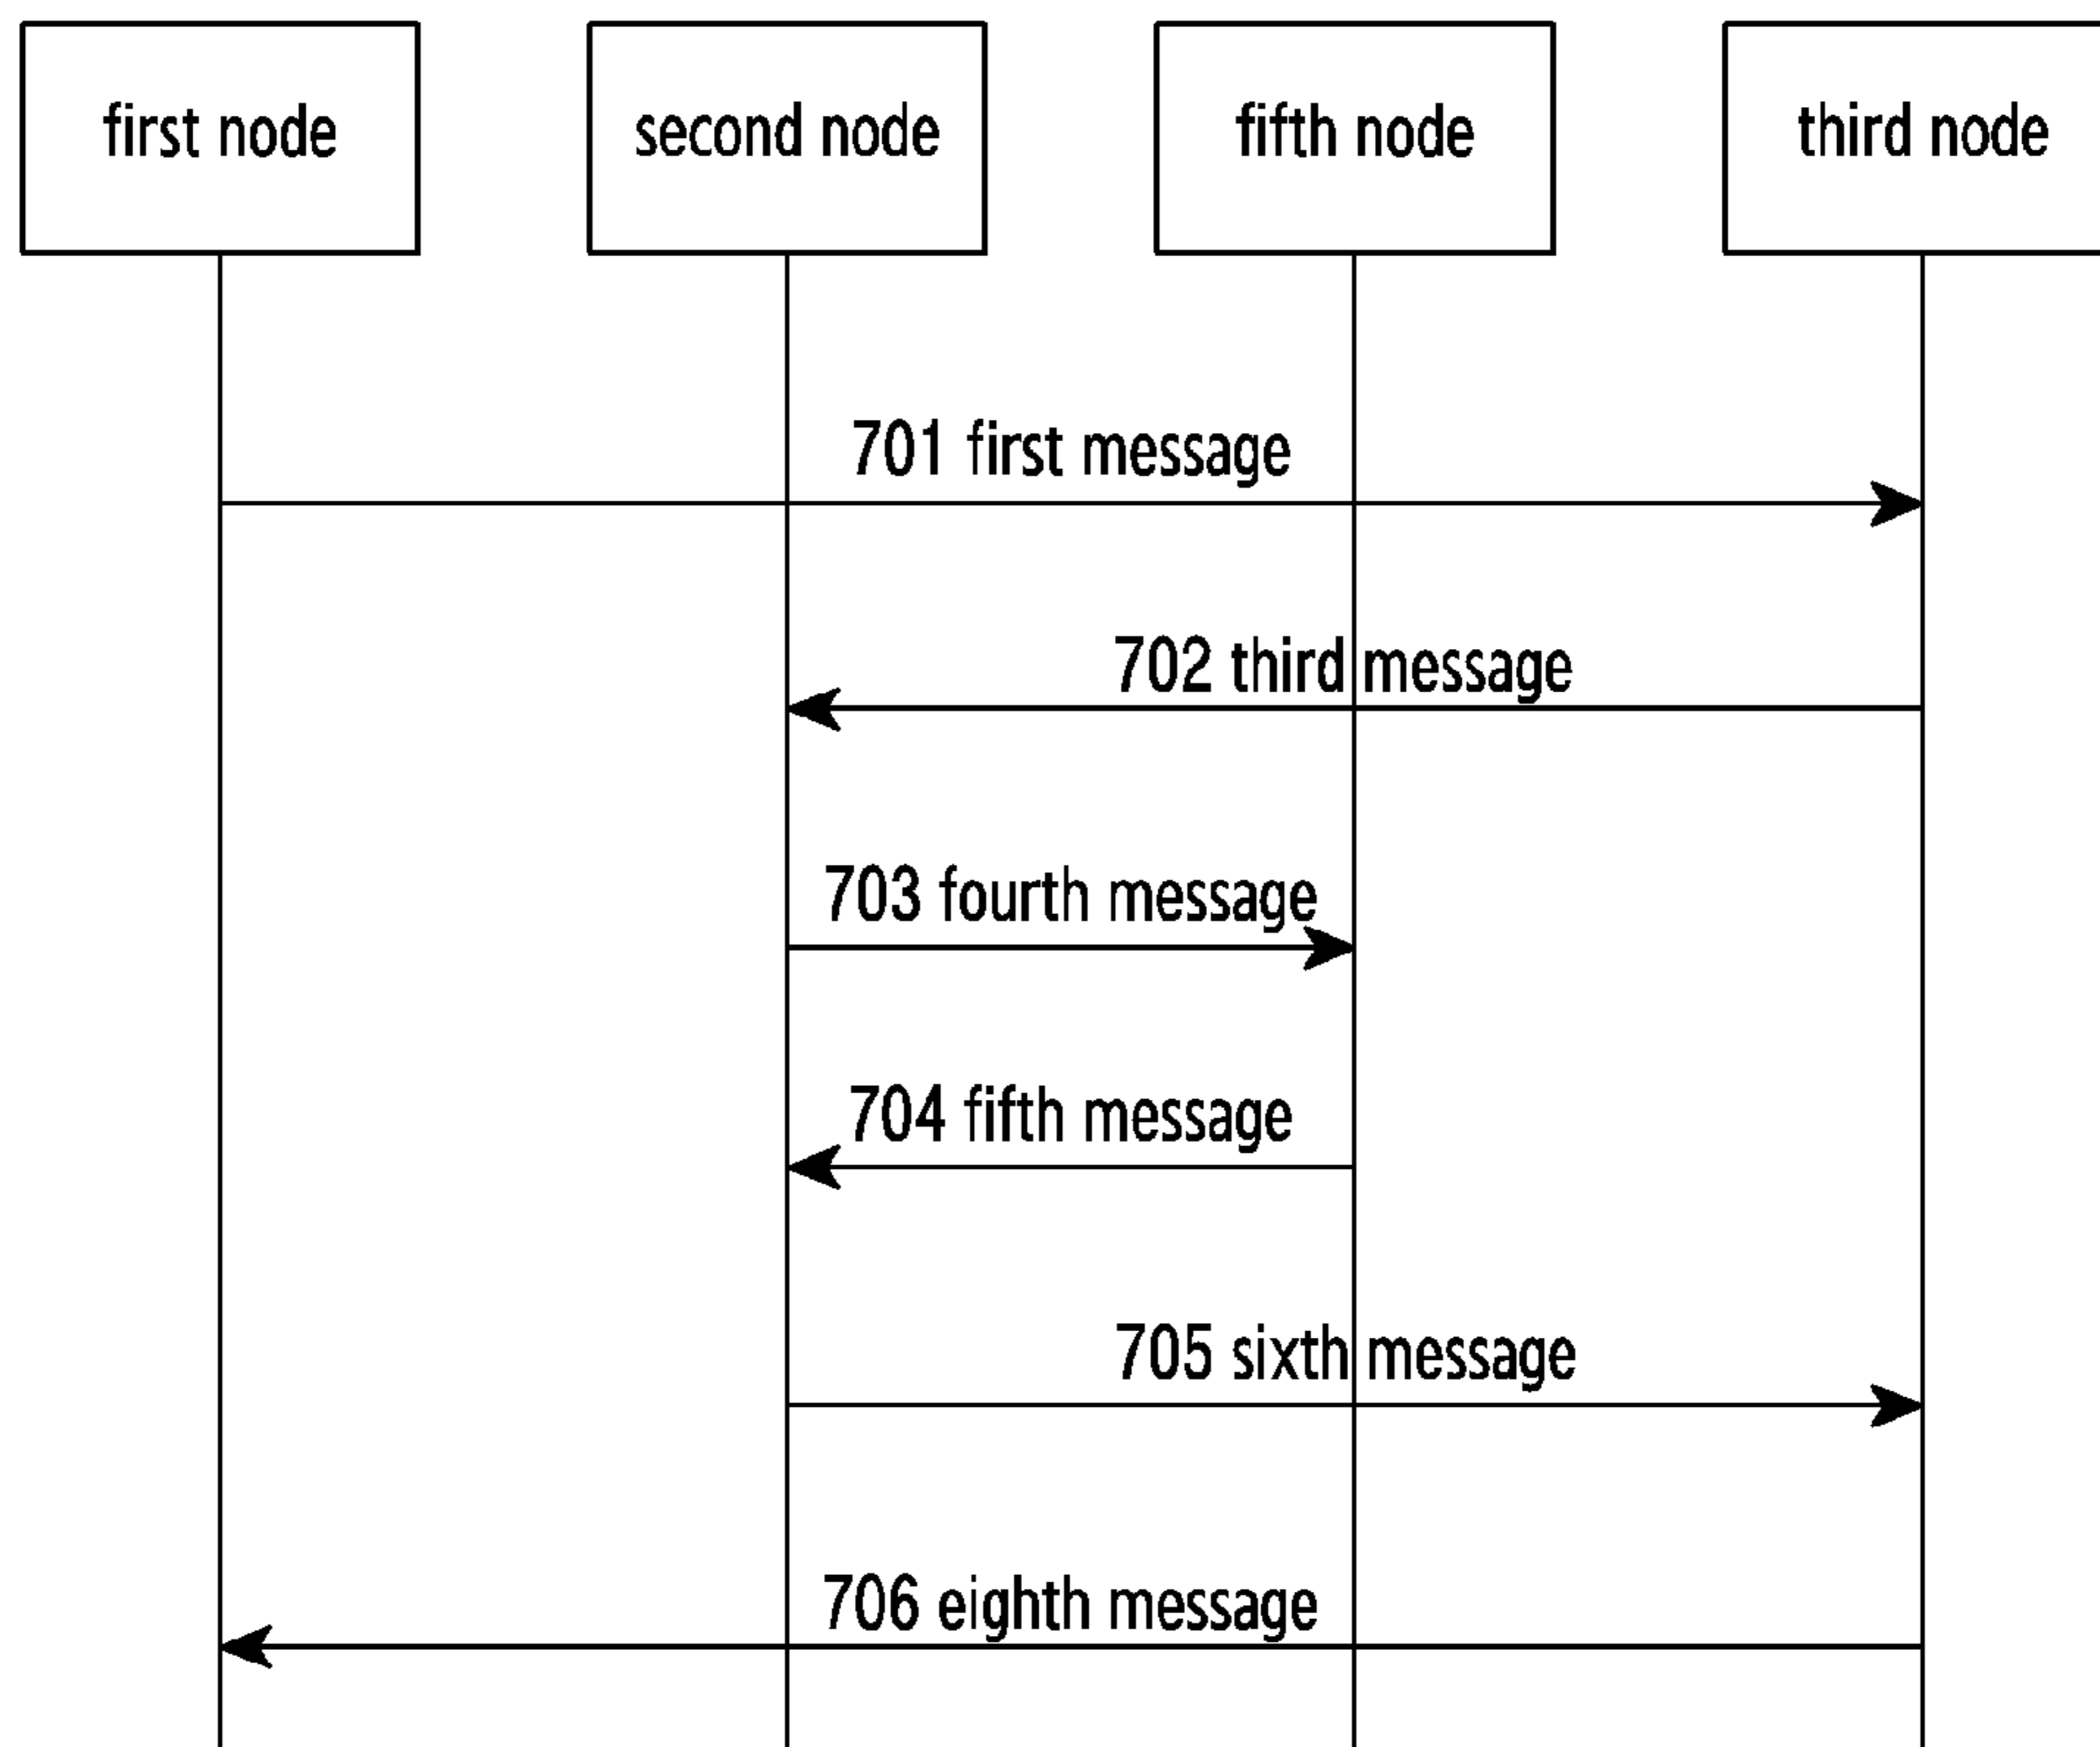 first node
second node
fifth node
third node
701 first message
702 third message
703 fourth message
704 fifth message
705 sixth message
706 eighth message